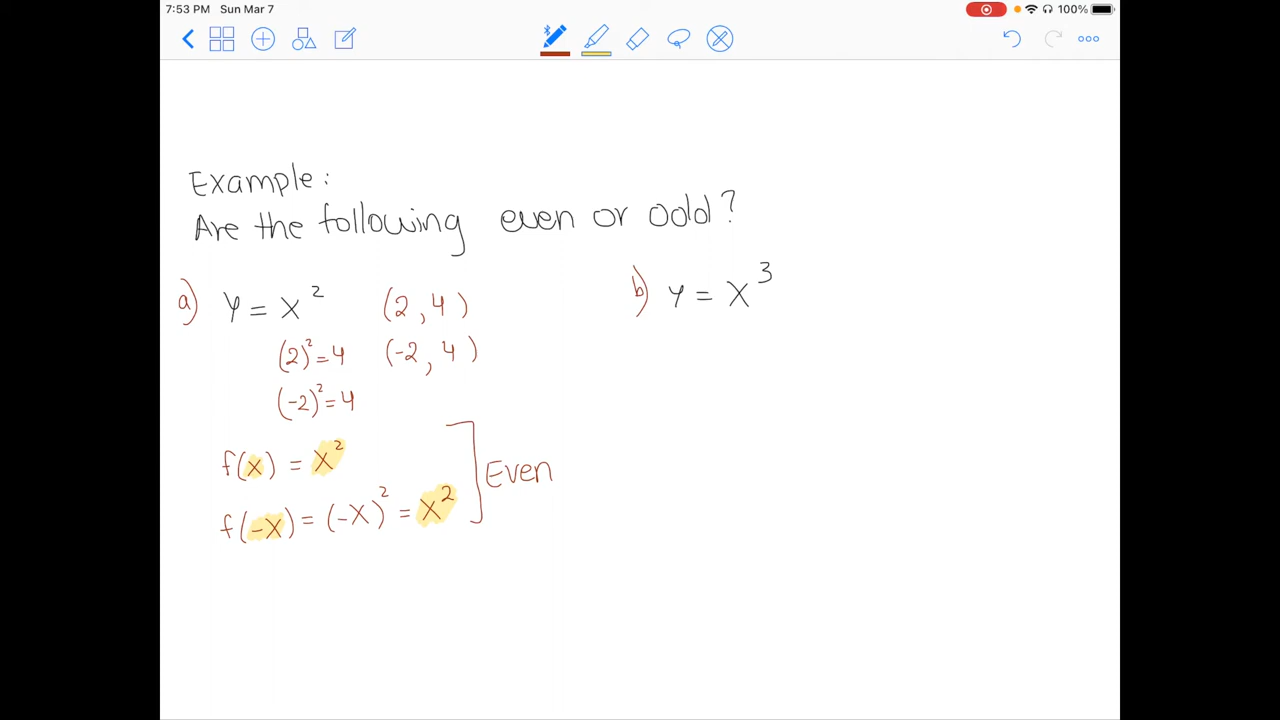 7:53 PM Sun Mar 7
100%
Example:
Are the following even or odd?
a) y = x² (2, 4)
(2)² = 4 (-2, 4)
(-2)² = 4
f(x) = x²
f(-x) = (-x)² = x²
Even
b) y = x³